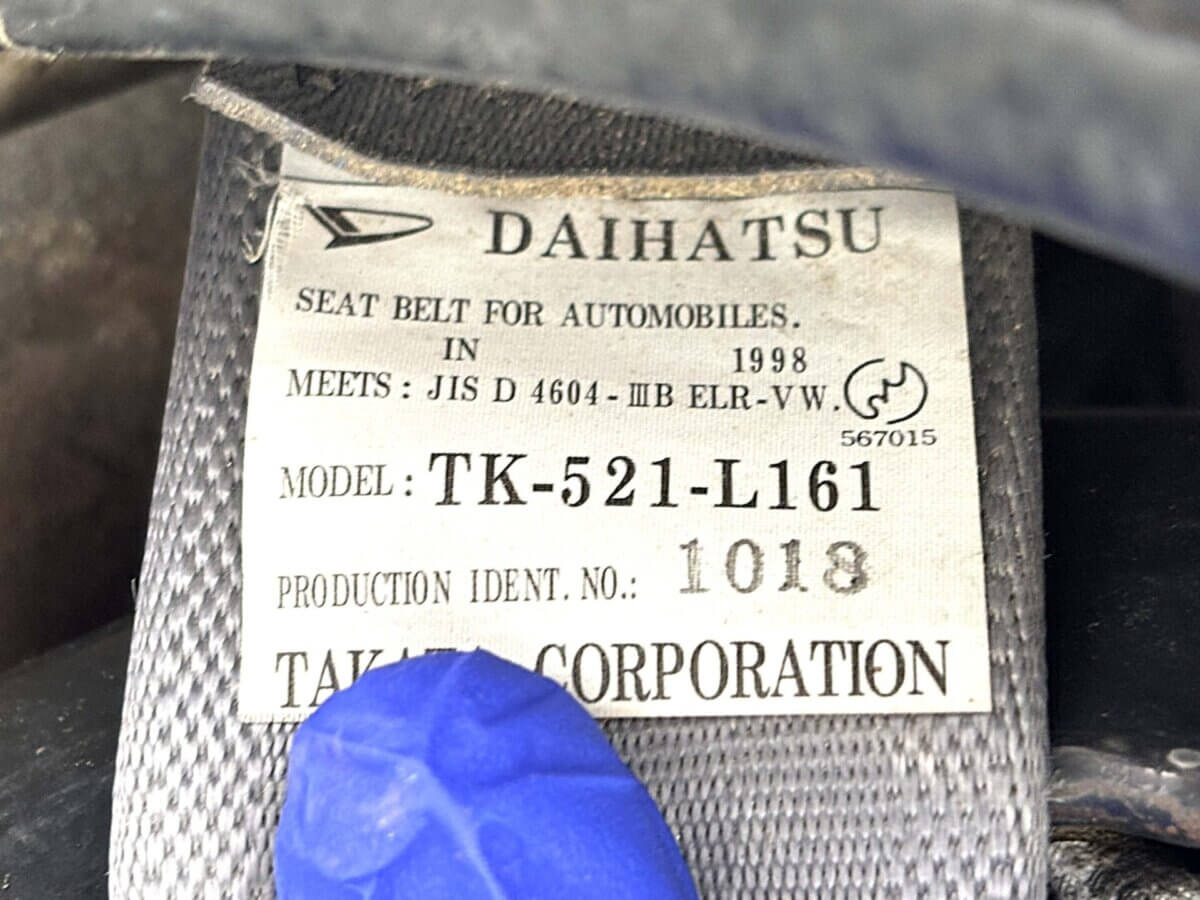 DAIHATSU
SEAT BELT FOR AUTOMOBILES.
IN 1998
MEETS: JIS D 4604-ⅢB ELR-VW.
567015
MODEL: TK-521-L161
PRODUCTION IDENT. NO.: 1018
CORPORATION